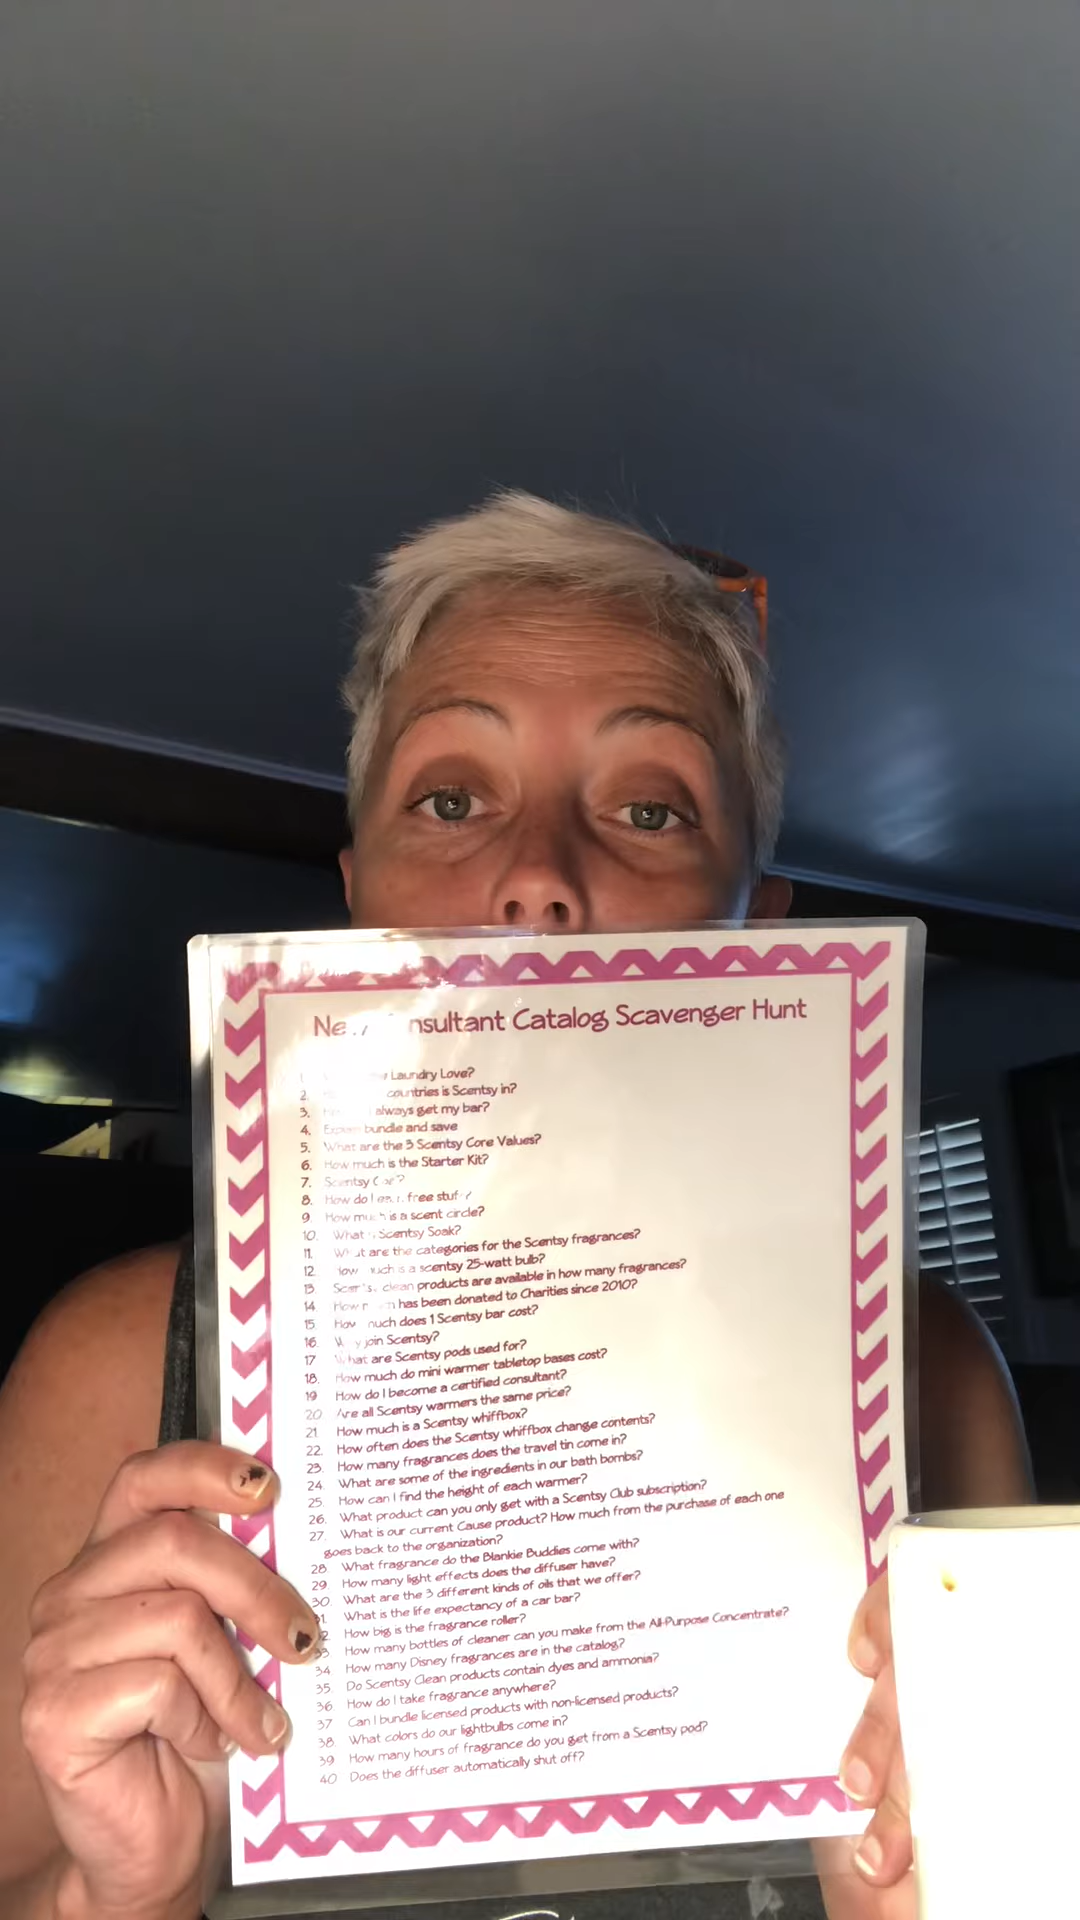 nsultant Catalog Scavenger Hunt
1. Laundry Love?
2. countries is Scentsy in?
3. always get my bar?
4. bundle and save
5. What are the 3 Scentsy Core Values?
6. How much is the Starter Kit?
7. Scentsy
8. How do I free
9. How is a scent circle?
10. What Scentsy Soak?
11. are the categories for the Scentsy fragrances?
12. is a scentsy 25-watt bulb?
13. clean products are available in how many fragrances?
14. has been donated to Charities since 2010?
15. much does 1 Scentsy bar cost?
16. join Scentsy?
17 What are Scentsy pods used for?
18. How much do mini warmer tabletop bases cost?
19 How do I become a certified consultant?
20 Are all Scentsy warmers the same price?
21. How much is a Scentsy whiffbox?
22. How often does the Scentsy whiffbox change contents?
23. How many fragrances does the travel tin come in?
24. What are some of the ingredients in our bath bombs?
25. How can I find the height of each warmer?
26. What product can you only get with a Scentsy Club subscription?
27. What is our current Cause product? How much from the purchase of each one
goes back to the organization?
28. What fragrance do the Blankie Buddies come with?
29. How many light effects does the diffuser have?
30. What are the 3 different kinds of oils that we offer?
31. What is the life expectancy of a car bar?
32 How big is the fragrance roller?
33 How many bottles of cleaner can you make from the All-Purpose Concentrate?
34 How many Disney fragrances are in the catalog?
35. Do Scentsy Clean products contain dyes and ammonia?
36 How do I take fragrance anywhere?
37 Can I bundle licensed products with non-licensed products?
38. What colors do our lightbulbs come in?
39 How many hours of fragrance do you get from a Scentsy pod?
40 Does the diffuser automatically shut off?